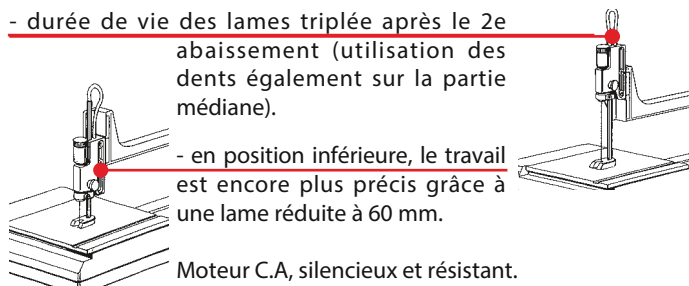 - durée de vie des lames triplée après le 2e
abaissement (utilisation des
dents également sur la partie
médiane).
- en position inférieure, le travail
est encore plus précis grâce à
une lame réduite à 60 mm.
Moteur C.A, silencieux et résistant.